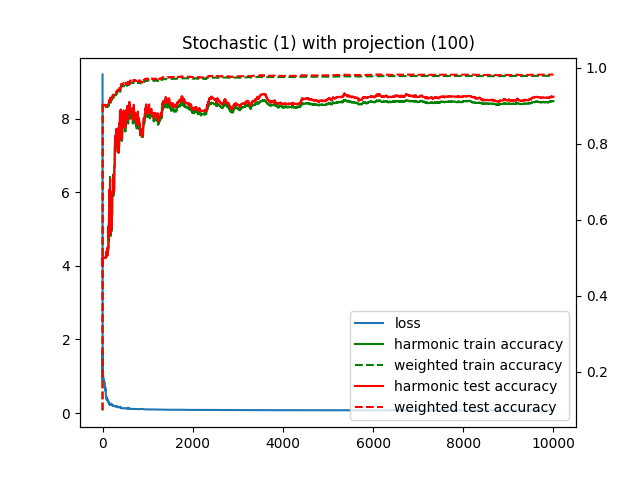 Stochastic (1) with projection (100)
8
6
4
2
0
1.0
0.8
0.6
0.4
0.2
loss
harmonic train accuracy
weighted train accuracy
harmonic test accuracy
weighted test accuracy
0 2000 4000 6000 8000 10000